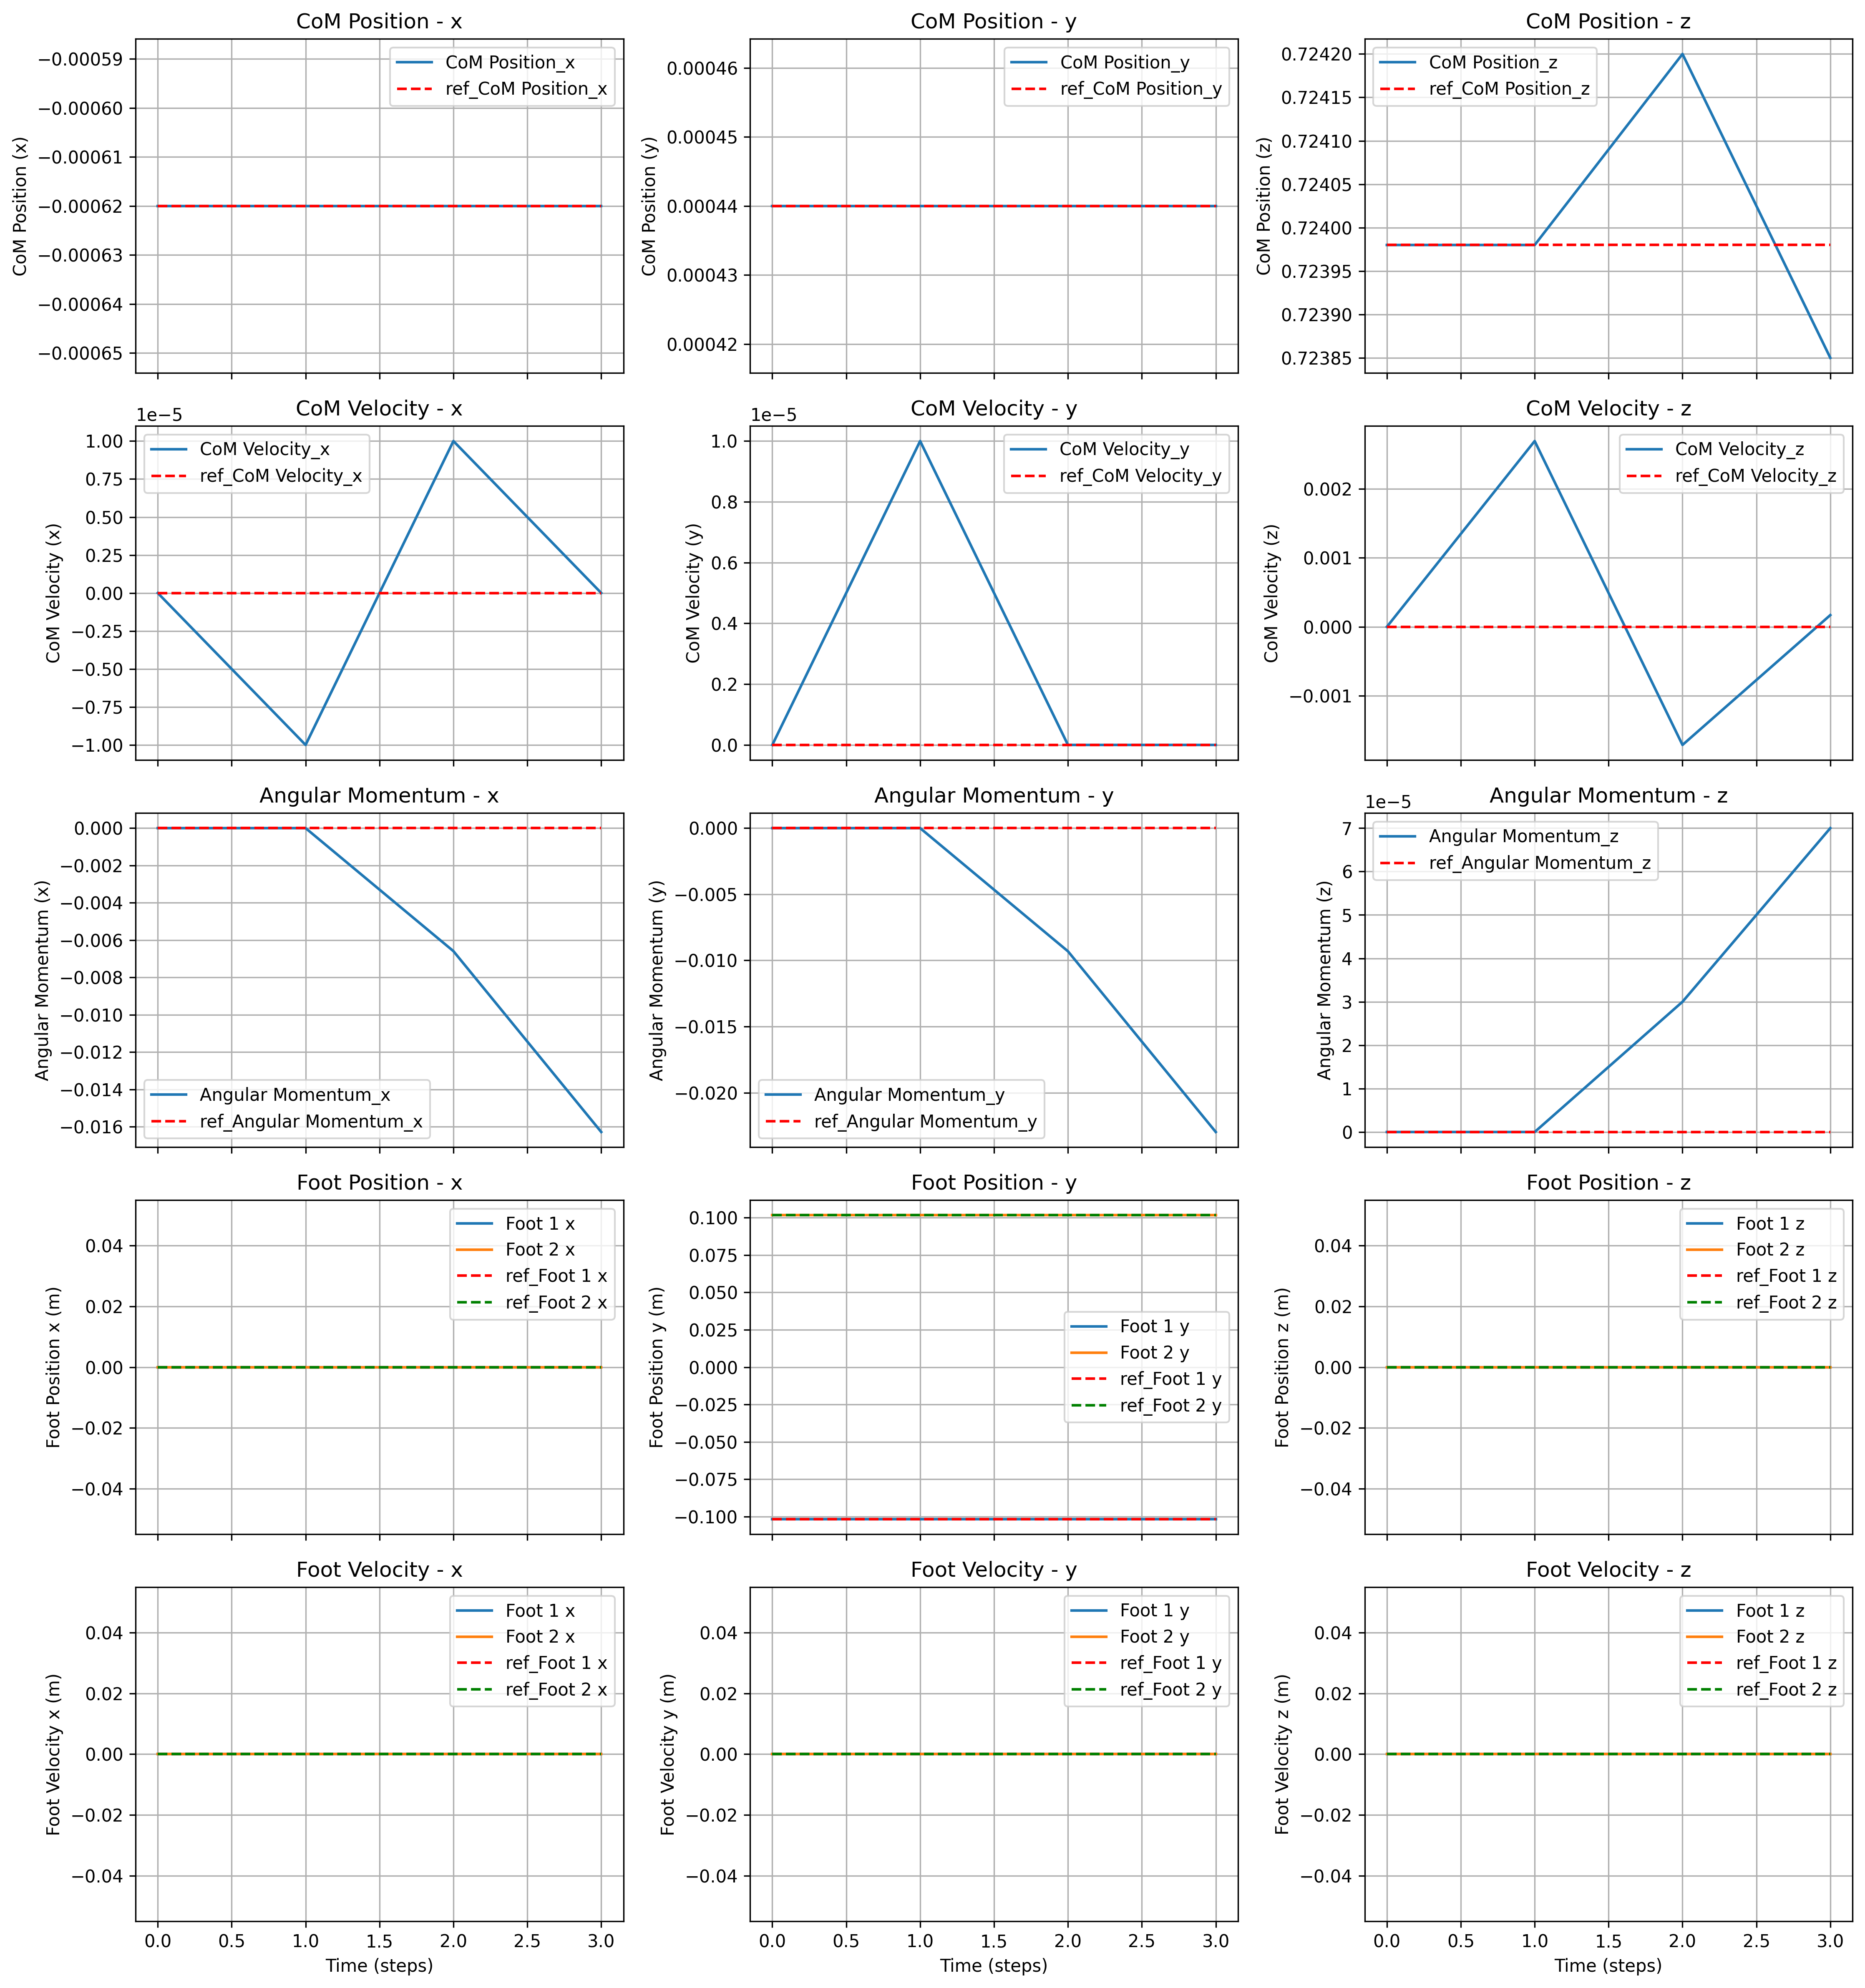 CoM Position - x
CoM Position (x)
−0.00059
−0.00060
−0.00061
−0.00062
−0.00063
−0.00064
−0.00065
CoM Position_x
ref_CoM Position_x
CoM Position - y
CoM Position (y)
0.00046
0.00045
0.00044
0.00043
0.00042
CoM Position_y
ref_CoM Position_y
CoM Position - z
CoM Position (z)
0.72420
0.72415
0.72410
0.72405
0.72400
0.72395
0.72390
0.72385
CoM Position_z
ref_CoM Position_z
CoM Velocity - x
1e−5
CoM Velocity (x)
1.00
0.75
0.50
0.25
0.00
−0.25
−0.50
−0.75
−1.00
CoM Velocity_x
ref_CoM Velocity_x
CoM Velocity - y
1e−5
CoM Velocity (y)
1.0
0.8
0.6
0.4
0.2
0.0
CoM Velocity_y
ref_CoM Velocity_y
CoM Velocity - z
CoM Velocity (z)
0.002
0.001
0.000
−0.001
CoM Velocity_z
ref_CoM Velocity_z
Angular Momentum - x
Angular Momentum (x)
0.000
−0.002
−0.004
−0.006
−0.008
−0.010
−0.012
−0.014
−0.016
Angular Momentum_x
ref_Angular Momentum_x
Angular Momentum - y
Angular Momentum (y)
0.000
−0.005
−0.010
−0.015
−0.020
Angular Momentum_y
ref_Angular Momentum_y
Angular Momentum - z
1e−5
Angular Momentum (z)
7
6
5
4
3
2
1
0
Angular Momentum_z
ref_Angular Momentum_z
Foot Position - x
Foot Position x (m)
0.04
0.02
0.00
−0.02
−0.04
Foot 1 x
Foot 2 x
ref_Foot 1 x
ref_Foot 2 x
Foot Position - y
Foot Position y (m)
0.100
0.075
0.050
0.025
0.000
−0.025
−0.050
−0.075
−0.100
Foot 1 y
Foot 2 y
ref_Foot 1 y
ref_Foot 2 y
Foot Position - z
Foot Position z (m)
0.04
0.02
0.00
−0.02
−0.04
Foot 1 z
Foot 2 z
ref_Foot 1 z
ref_Foot 2 z
Foot Velocity - x
Foot Velocity x (m)
0.04
0.02
0.00
−0.02
−0.04
Foot 1 x
Foot 2 x
ref_Foot 1 x
ref_Foot 2 x
0.0 0.5 1.0 1.5 2.0 2.5 3.0
Time (steps)
Foot Velocity - y
Foot Velocity y (m)
0.04
0.02
0.00
−0.02
−0.04
Foot 1 y
Foot 2 y
ref_Foot 1 y
ref_Foot 2 y
0.0 0.5 1.0 1.5 2.0 2.5 3.0
Time (steps)
Foot Velocity - z
Foot Velocity z (m)
0.04
0.02
0.00
−0.02
−0.04
Foot 1 z
Foot 2 z
ref_Foot 1 z
ref_Foot 2 z
0.0 0.5 1.0 1.5 2.0 2.5 3.0
Time (steps)